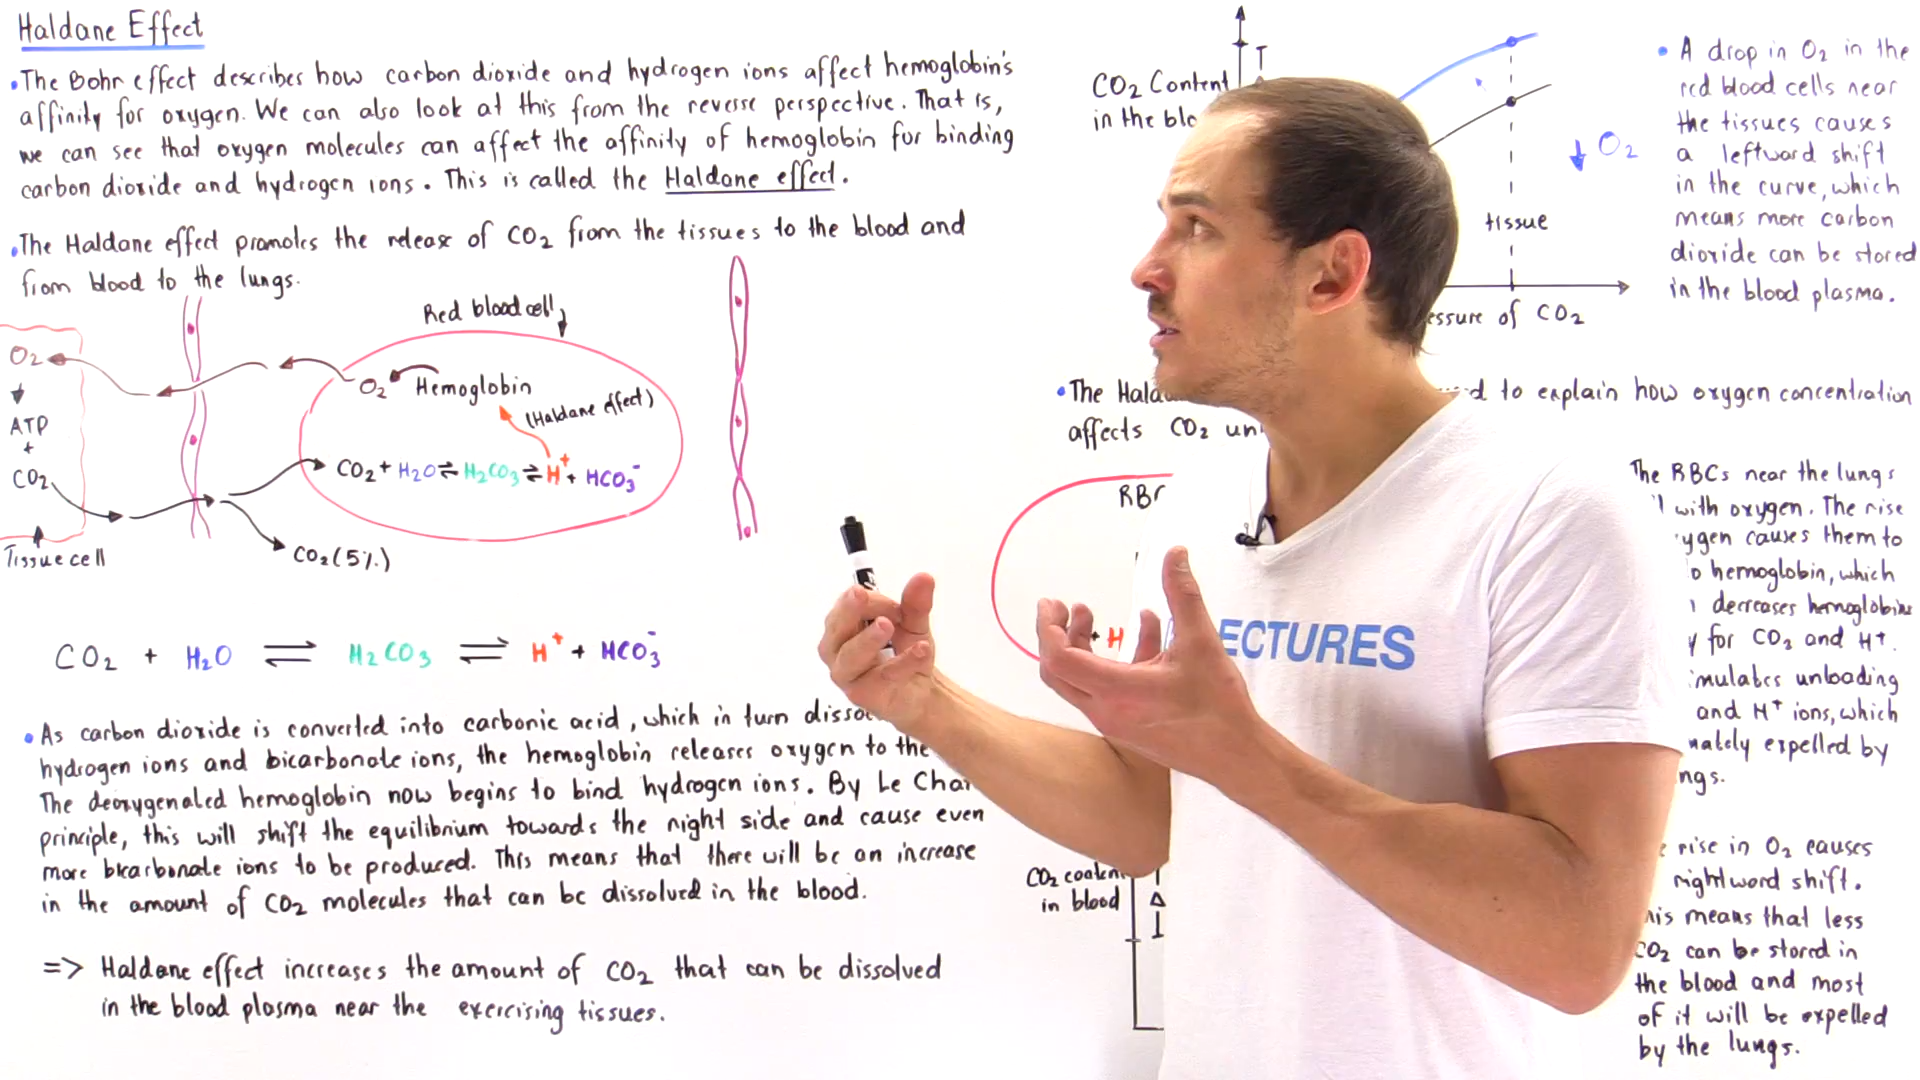 Haldane Effect
• The Bohr effect describes how carbon dioxide and hydrogen ions affect hemoglobin's
affinity for oxygen. We can also look at this from the reverse perspective. That is,
we can see that oxygen molecules can affect the affinity of hemoglobin for binding
carbon dioxide and hydrogen ions. This is called the Haldane effect.
• The Haldane effect promotes the release of CO2 from the tissues to the blood and
from blood to the lungs.
Red blood cell
O2
O2 Hemoglobin
(Haldane effect)
ATP
+
CO2
CO2 + H2O ⇌ H2CO3 ⇌ H+ + HCO3-
Tissue cell
CO2 (5%)
CO2 + H2O ⇌ H2CO3 ⇌ H+ + HCO3-
• As carbon dioxide is converted into carbonic acid, which in turn
hydrogen ions and bicarbonate ions, the hemoglobin releases oxygen to the
The deoxygenated hemoglobin now begins to bind hydrogen ions. By Le
principle, this will shift the equilibrium towards the right side and cause even
more bicarbonate ions to be produced. This means that there will be an increase
in the amount of CO2 molecules that can be dissolved in the blood.
=> Haldane effect increases the amount of CO2 that can be dissolved
in the blood plasma near the exercising tissues.
CO2 Content
in the
T
↓ O2
tissue
of CO2
• A drop in O2 in the
red blood cells near
the tissues causes
a leftward shift
in the curve, which
means more carbon
dioxide can be stored
in the blood plasma.
• The to explain how oxygen concentration
affects CO2
RBC
+ H
The RBCs near the lungs
with oxygen. The rise
causes them to
hemoglobin, which
decreases hemoglobins
for CO2 and H+.
unloading
and H+ ions, which
expelled by
CO2 content
in blood
Δ
rise in O2 causes
rightward shift.
means that less
CO2 can be stored in
the blood and most
of it will be expelled
by the lungs.
LECTURES